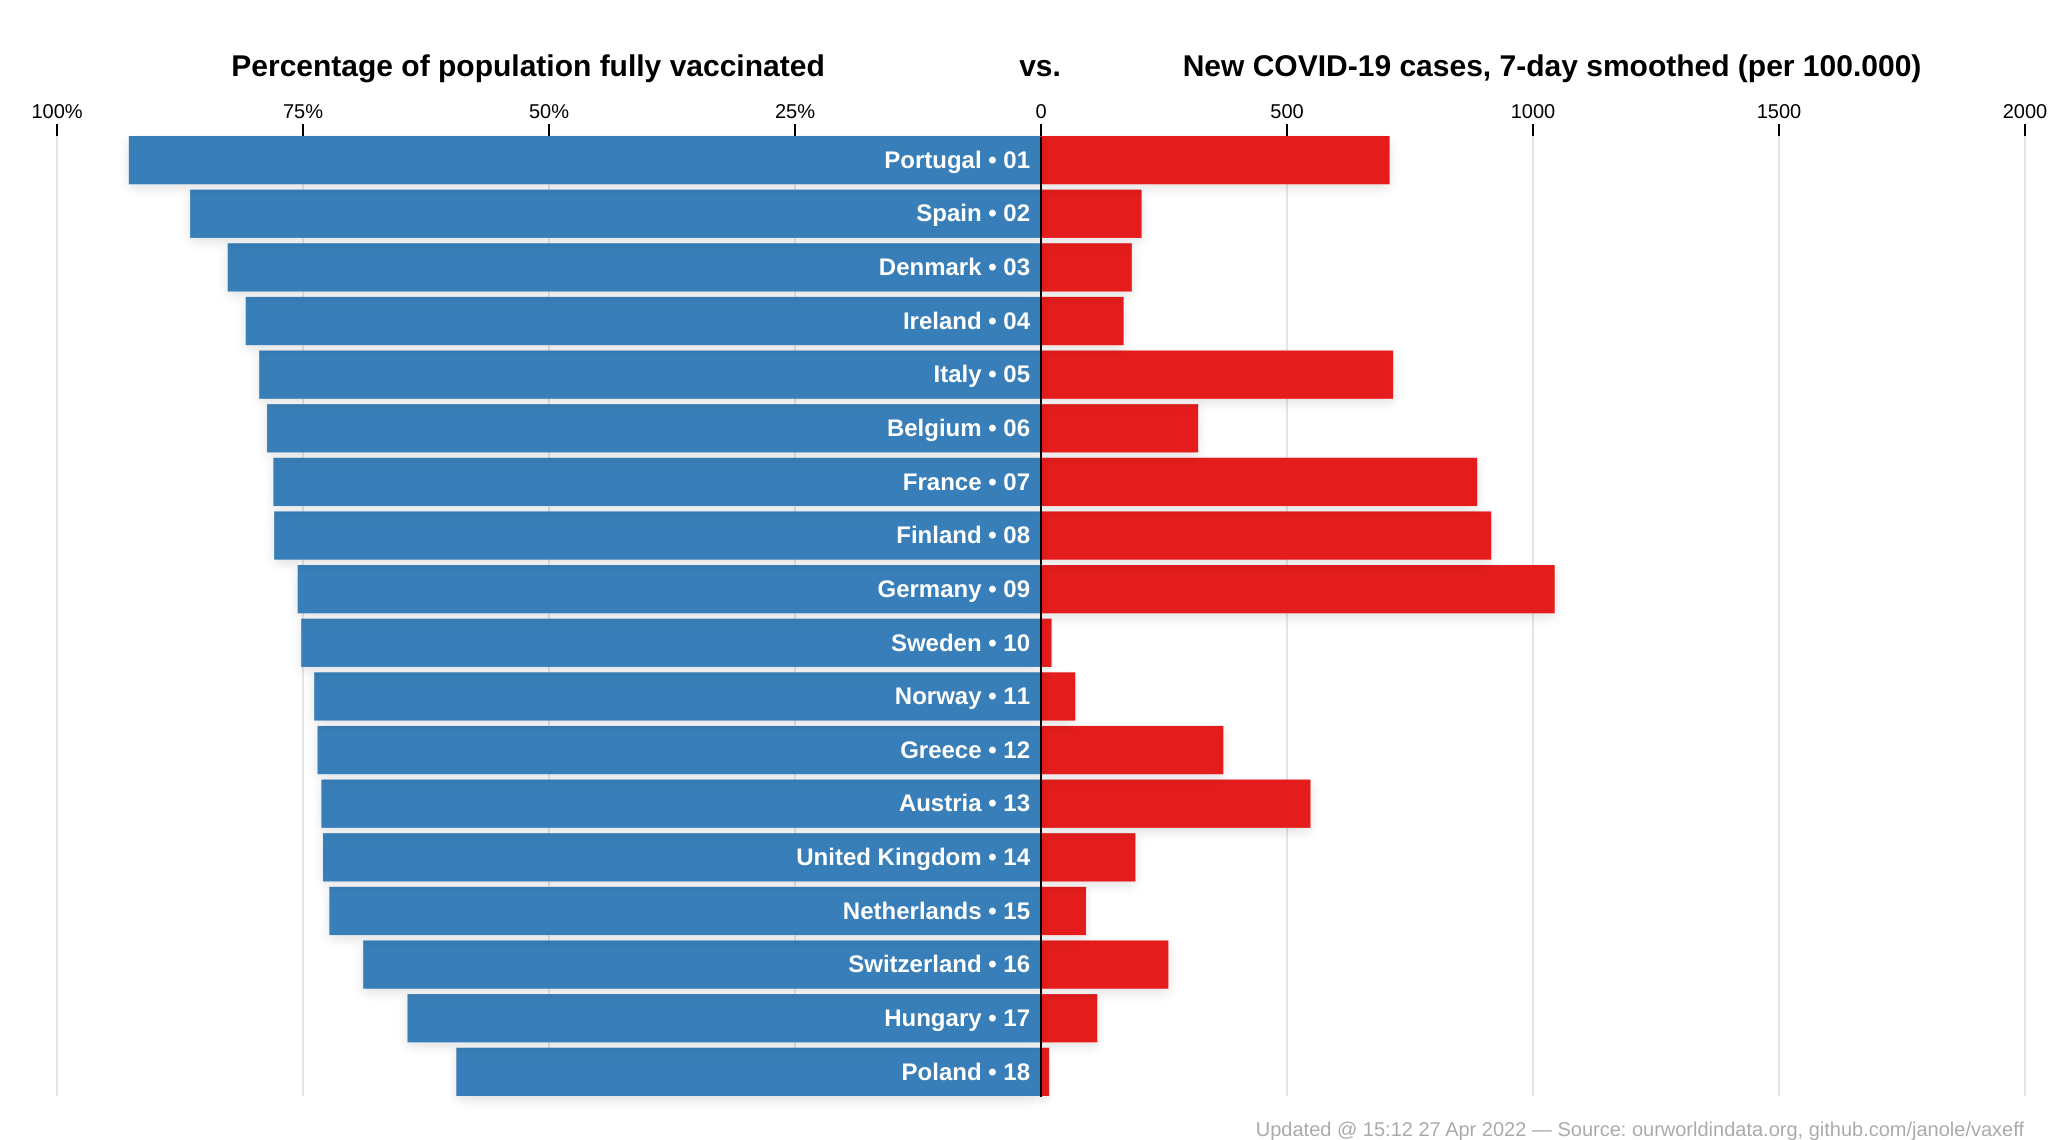 Percentage of population fully vaccinated vs. New COVID-19 cases, 7-day smoothed (per 100.000)
100% 75% 50% 25% 0 500 1000 1500 2000
Portugal • 01
Spain • 02
Denmark • 03
Ireland • 04
Italy • 05
Belgium • 06
France • 07
Finland • 08
Germany • 09
Sweden • 10
Norway • 11
Greece • 12
Austria • 13
United Kingdom • 14
Netherlands • 15
Switzerland • 16
Hungary • 17
Poland • 18
Updated @ 15:12 27 Apr 2022 — Source: ourworldindata.org, github.com/janole/vaxeff